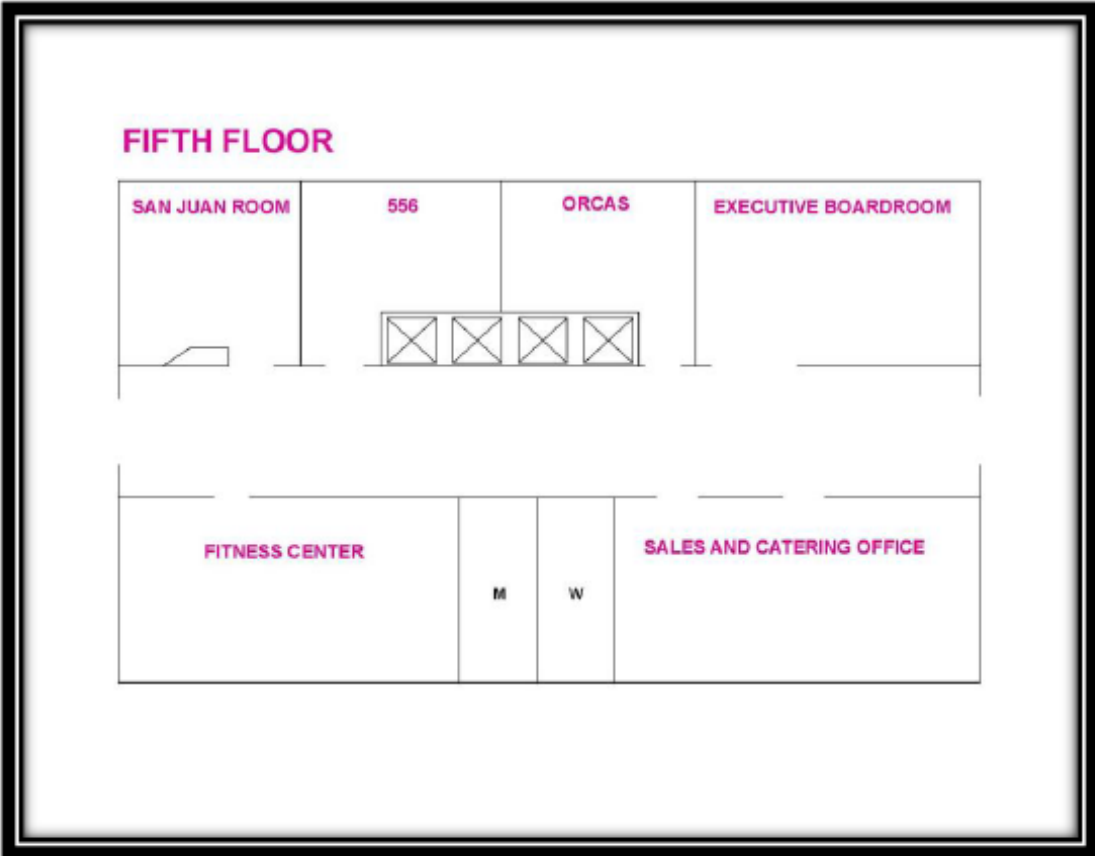 FIFTH FLOOR
SAN JUAN ROOM
556
ORCAS
EXECUTIVE BOARDROOM
FITNESS CENTER
M
W
SALES AND CATERING OFFICE